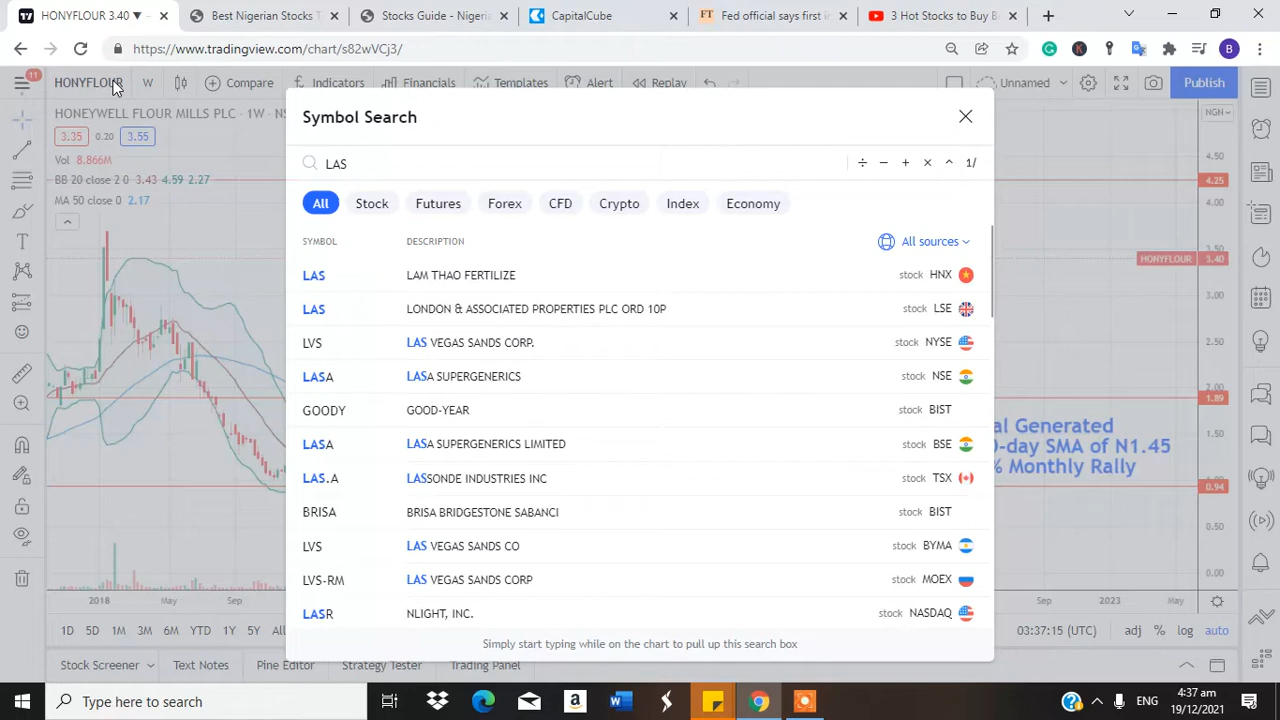 HONYFLOUR 3.40 ▼
Best Nigerian Stocks T
Stocks Guide - Nigeria
CapitalCube
FT Fed official says first in
3 Hot Stocks to Buy B
https://www.tradingview.com/chart/s82wVCj3/
B
11
HONYFLOUR W Compare Indicators Financials Templates Alert Replay Unnamed Publish
HONEYWELL FLOUR MILLS PLC · 1W · NS
NGN
3.35 0.20 3.55
Vol 8.866M
BB 20 close 2 0 3.43 4.59 2.27
MA 50 close 0 2.17
Symbol Search
LAS
÷ − + × ^ 1/
All Stock Futures Forex CFD Crypto Index Economy
SYMBOL DESCRIPTION All sources
LAS LAM THAO FERTILIZE stock HNX
LAS LONDON & ASSOCIATED PROPERTIES PLC ORD 10P stock LSE
LVS LAS VEGAS SANDS CORP. stock NYSE
LASA LASA SUPERGENERICS stock NSE
GOODY GOOD-YEAR stock BIST
LASA LASA SUPERGENERICS LIMITED stock BSE
LAS.A LASSONDE INDUSTRIES INC stock TSX
BRISA BRISA BRIDGESTONE SABANCI stock BIST
LVS LAS VEGAS SANDS CO stock BYMA
LVS-RM LAS VEGAS SANDS CORP stock MOEX
LASR NLIGHT, INC. stock NASDAQ
Simply start typing while on the chart to pull up this search box
4.50
4.25
4.00
3.50
HONYFLOUR 3.40
3.00
2.50
2.00
1.89
1.50
0.94
0.50
0.00
al Generated
0-day SMA of N1.45
% Monthly Rally
2018 May Sep
Sep 2023 May
1D 5D 1M 3M 6M YTD 1Y 5Y All
03:37:15 (UTC) adj % log auto
Stock Screener Text Notes Pine Editor Strategy Tester Trading Panel
Type here to search
ENG
4:37 am
19/12/2021